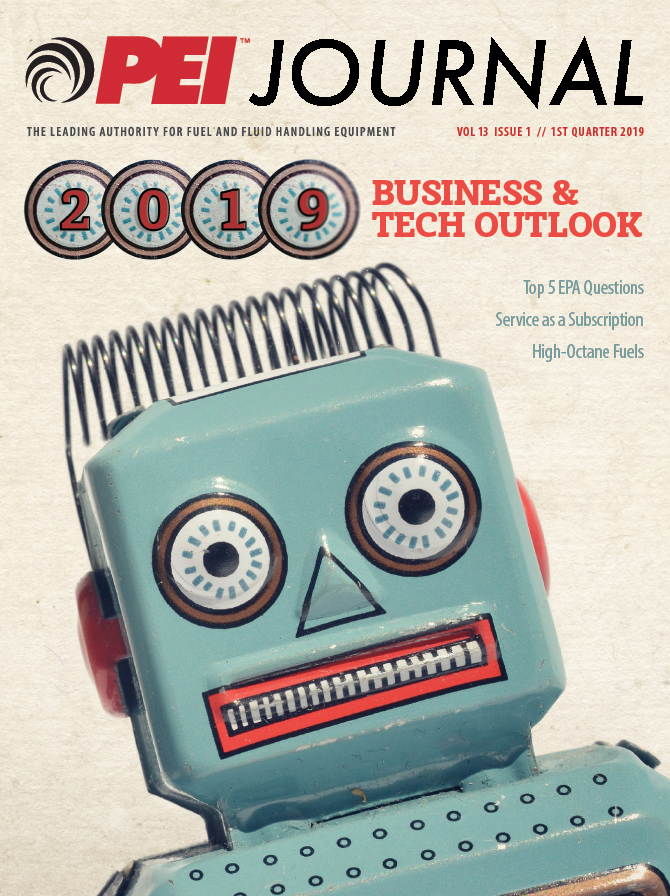 PEI™ JOURNAL
THE LEADING AUTHORITY FOR FUEL AND FLUID HANDLING EQUIPMENT
VOL 13 ISSUE 1 // 1ST QUARTER 2019
2019
BUSINESS &
TECH OUTLOOK
Top 5 EPA Questions
Service as a Subscription
High-Octane Fuels